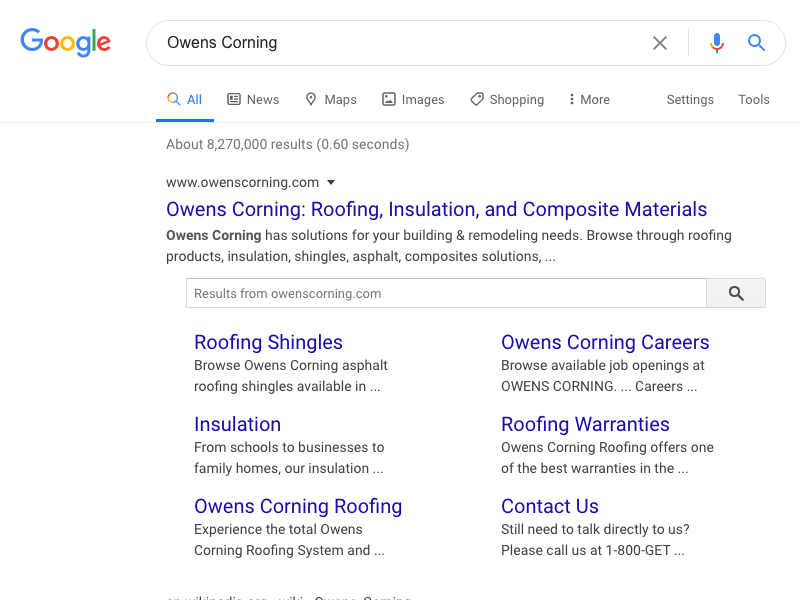 Google
Owens Corning
All News Maps Images Shopping More Settings Tools
About 8,270,000 results (0.60 seconds)
www.owenscorning.com
Owens Corning: Roofing, Insulation, and Composite Materials
Owens Corning has solutions for your building & remodeling needs. Browse through roofing
products, insulation, shingles, asphalt, composites solutions, ...
Results from owenscorning.com
Roofing Shingles
Browse Owens Corning asphalt
roofing shingles available in ...
Owens Corning Careers
Browse available job openings at
OWENS CORNING. ... Careers ...
Insulation
From schools to businesses to
family homes, our insulation ...
Roofing Warranties
Owens Corning Roofing offers one
of the best warranties in the ...
Owens Corning Roofing
Experience the total Owens
Corning Roofing System and ...
Contact Us
Still need to talk directly to us?
Please call us at 1-800-GET ...